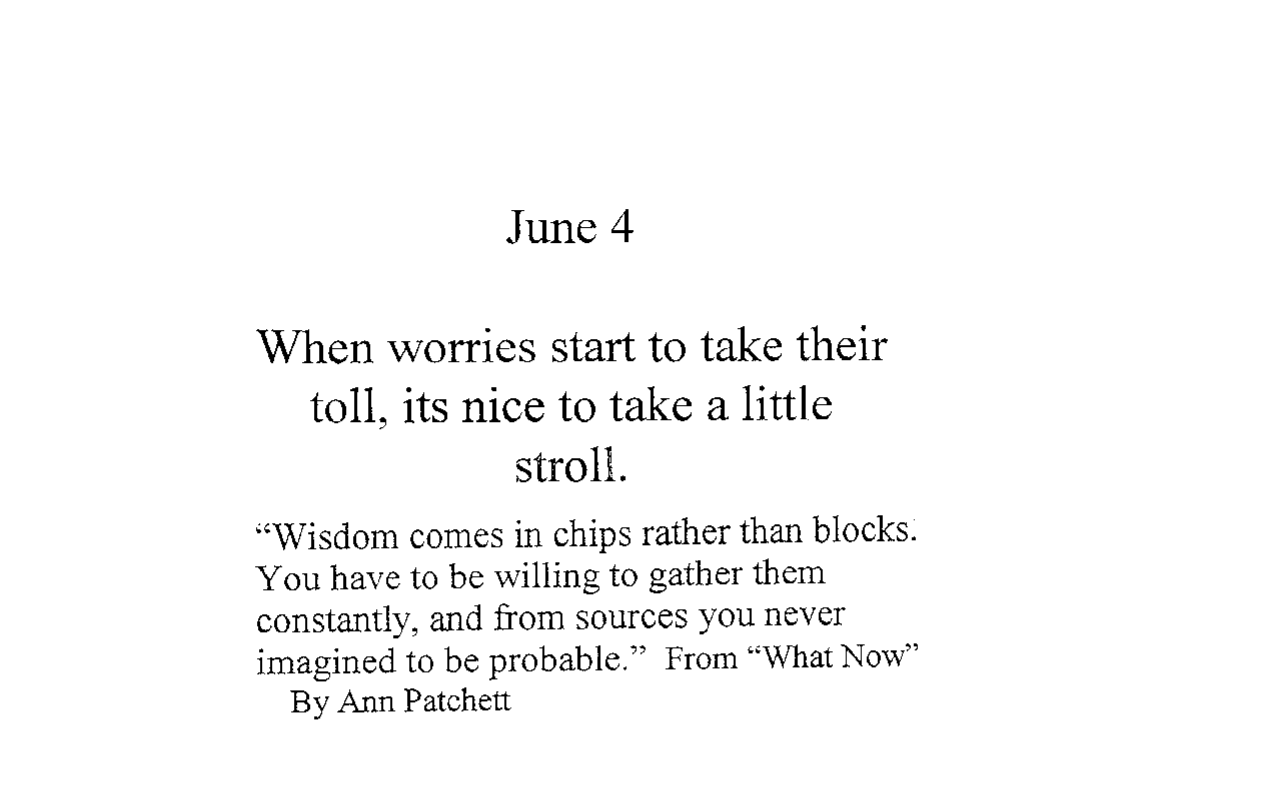 June 4
When worries start to take their
toll, its nice to take a little
stroll.
“Wisdom comes in chips rather than blocks.
You have to be willing to gather them
constantly, and from sources you never
imagined to be probable.” From “What Now”
By Ann Patchett